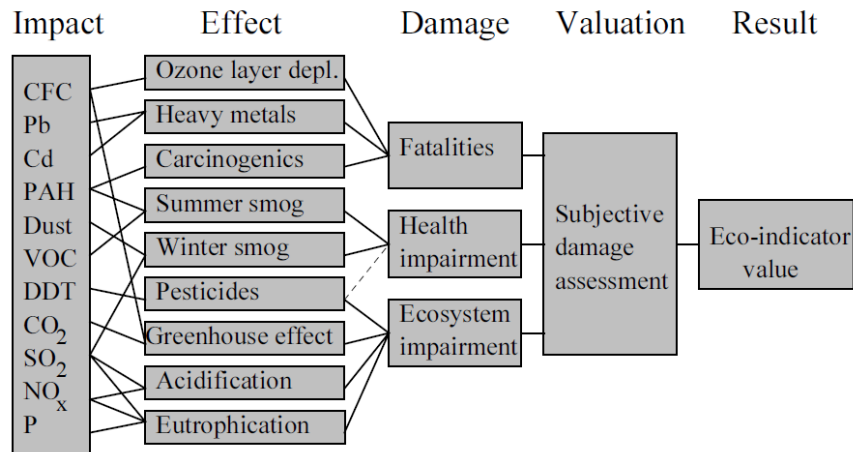 Impact Effect Damage Valuation Result
CFC
Pb
Cd
PAH
Dust
VOC
DDT
CO2
SO2
NOx
P
Ozone layer depl.
Heavy metals
Carcinogenics
Summer smog
Winter smog
Pesticides
Greenhouse effect
Acidification
Eutrophication
Fatalities
Health
impairment
Ecosystem
impairment
Subjective
damage
assessment
Eco-indicator
value